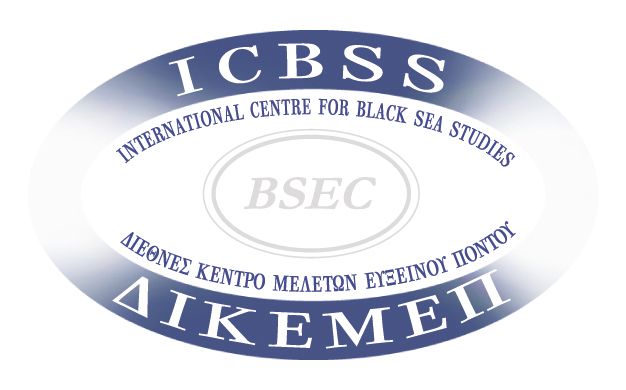 ICBSS
INTERNATIONAL CENTRE FOR BLACK SEA STUDIES
BSEC
ΔΙΕΘΝΕΣ ΚΕΝΤΡΟ ΜΕΛΕΤΩΝ ΕΥΞΕΙΝΟΥ ΠΟΝΤΟΥ
ΔΙΚΕΜΕΠ